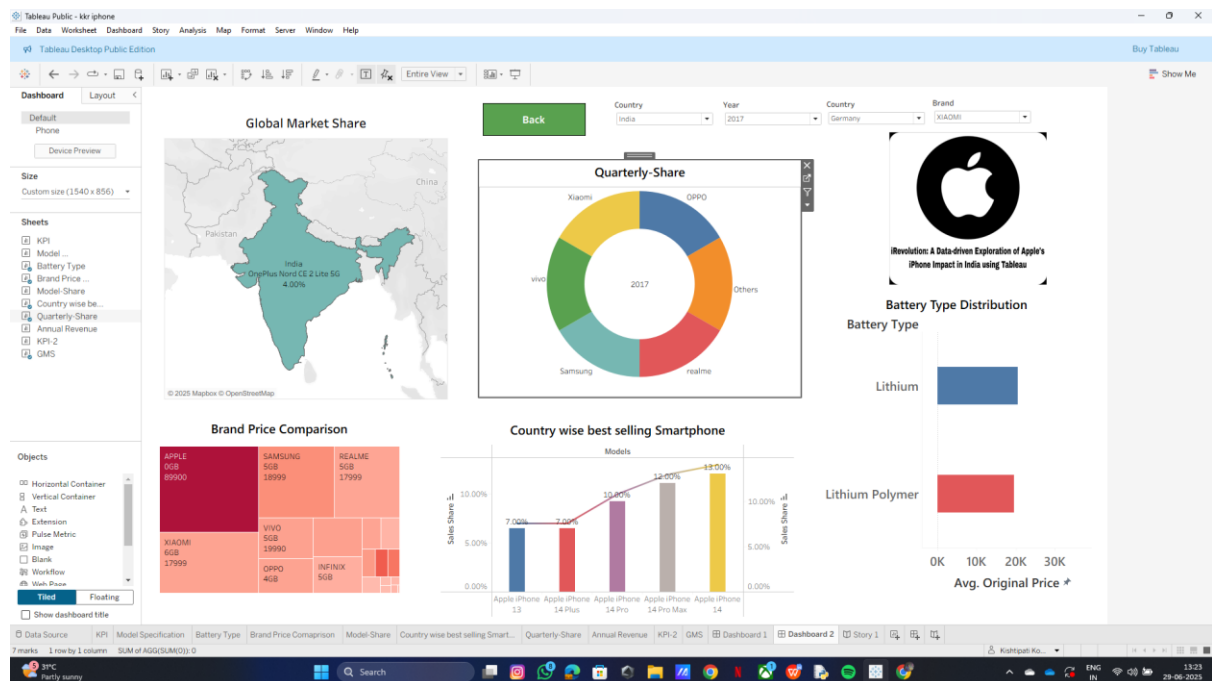 Tableau Public - kkr iphone
File Data Worksheet Dashboard Story Analysis Map Format Server Window Help
Tableau Desktop Public Edition
Buy Tableau
Entire View
Show Me
Dashboard
Layout
Default
Phone
Device Preview
Size
Custom size (1540 x 856)
Sheets
KPI
Model ...
Battery Type
Brand Price ...
Model-Share
Country wise be...
Quarterly-Share
Annual Revenue
KPI-2
GMS
Objects
Horizontal Container
Vertical Container
Text
Extension
Pulse Metric
Image
Blank
Workflow
Web Page
Tiled
Floating
Show dashboard title
Back
Country
India
Year
2017
Country
Germany
Brand
XIAOMI
Global Market Share
China
Pakistan
India
OnePlus Nord CE 2 Lite 5G
4.00%
© 2025 Mapbox © OpenStreetMap
Quarterly-Share
Xiaomi
OPPO
vivo
2017
Others
Samsung
realme
iRevolution: A Data-driven Exploration of Apple's
iPhone Impact in India using Tableau
Battery Type Distribution
Battery Type
Lithium
Lithium Polymer
0K 10K 20K 30K
Avg. Original Price
Brand Price Comparison
APPLE
0GB
89900
SAMSUNG
5GB
18999
REALME
5GB
17999
XIAOMI
6GB
17999
VIVO
5GB
19990
OPPO
4GB
INFINIX
5GB
Country wise best selling Smartphone
Models
Sales Share
10.00%
5.00%
0.00%
7.00% 7.00% 10.00% 12.00% 13.00%
10.00%
5.00%
0.00%
Sales Share
Apple iPhone 13
Apple iPhone 14 Plus
Apple iPhone 14 Pro
Apple iPhone 14 Pro Max
Apple iPhone 14
Data Source KPI Model Specification Battery Type Brand Price Comaprison Model-Share Country wise best selling Smart... Quarterly-Share Annual Revenue KPI-2 GMS Dashboard 1 Dashboard 2 Story 1
7 marks 1 row by 1 column SUM of AGG(SUM(O)): 0
Kishtipati Ko...
31°C
Partly sunny
Search
ENG
IN
13:23
29-06-2025